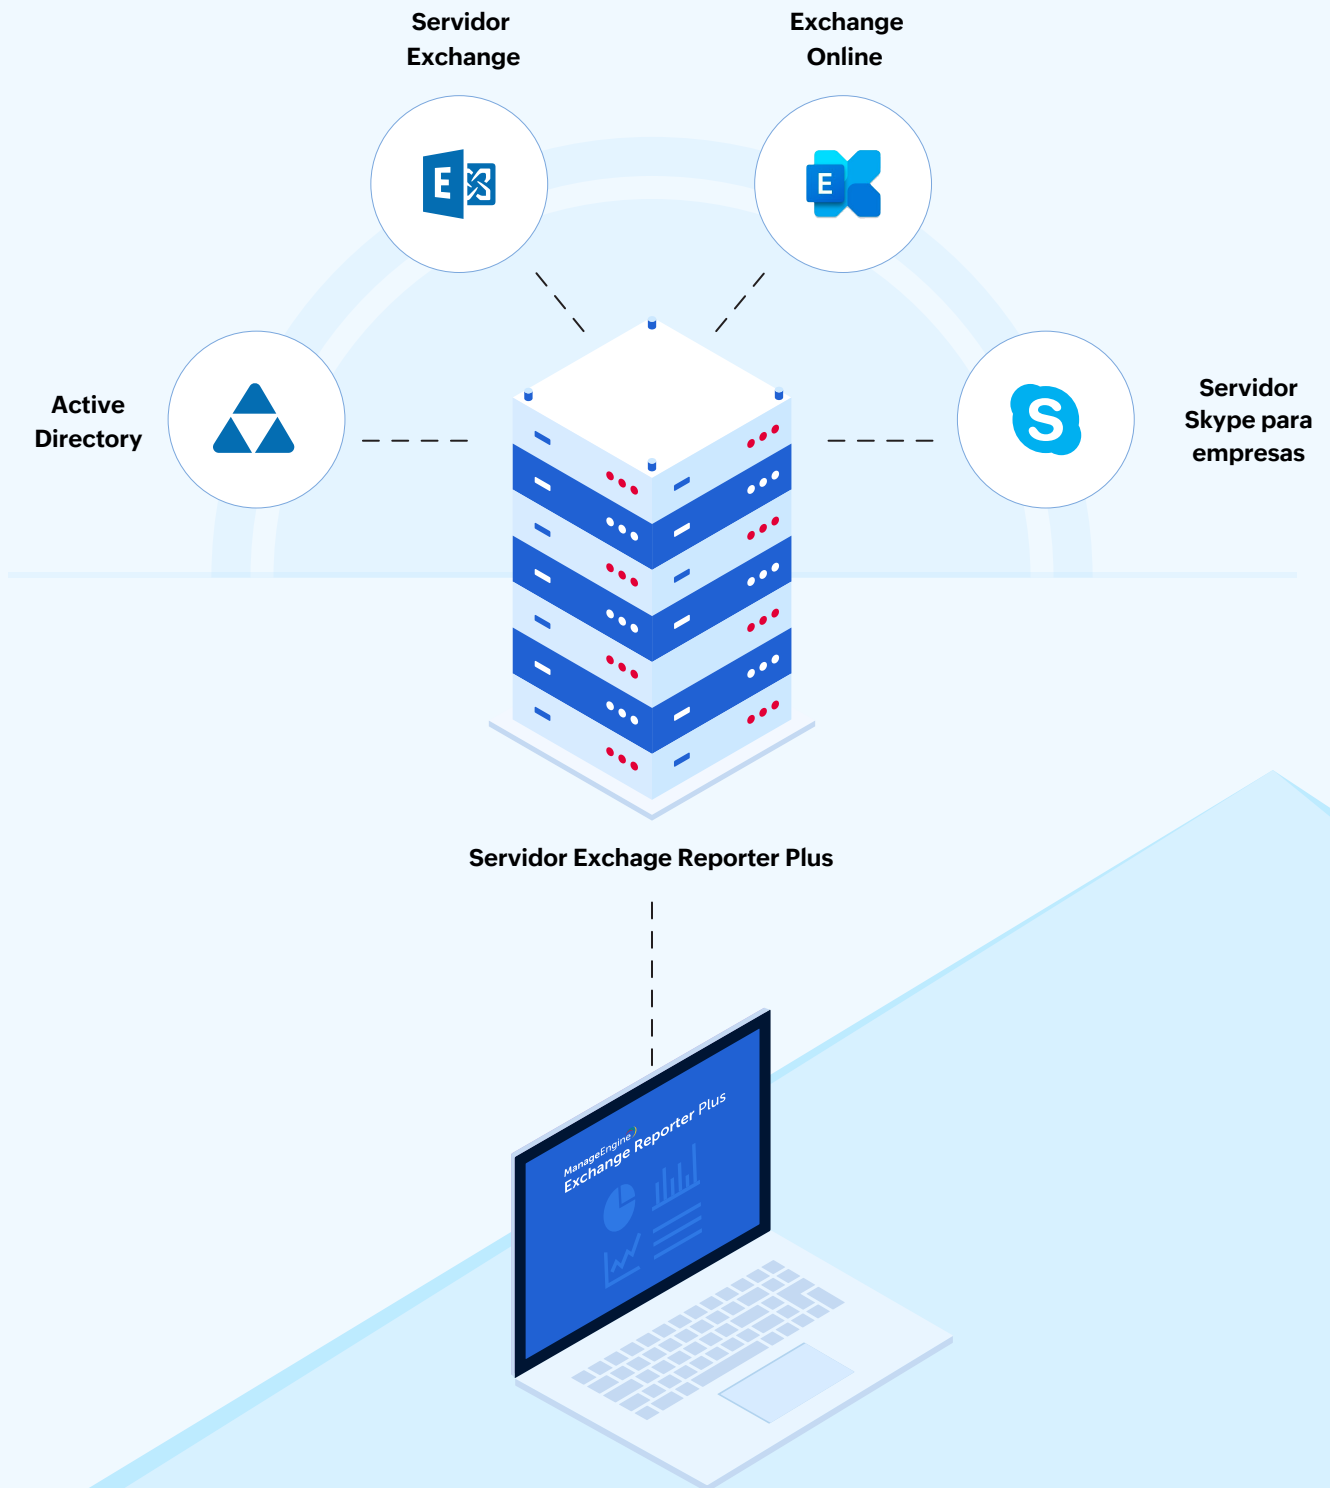 Servidor
Exchange
Exchange
Online
E
E
Active
Directory
S
Servidor
Skype para
empresas
Servidor Exchage Reporter Plus
ManageEngine
Exchange Reporter Plus